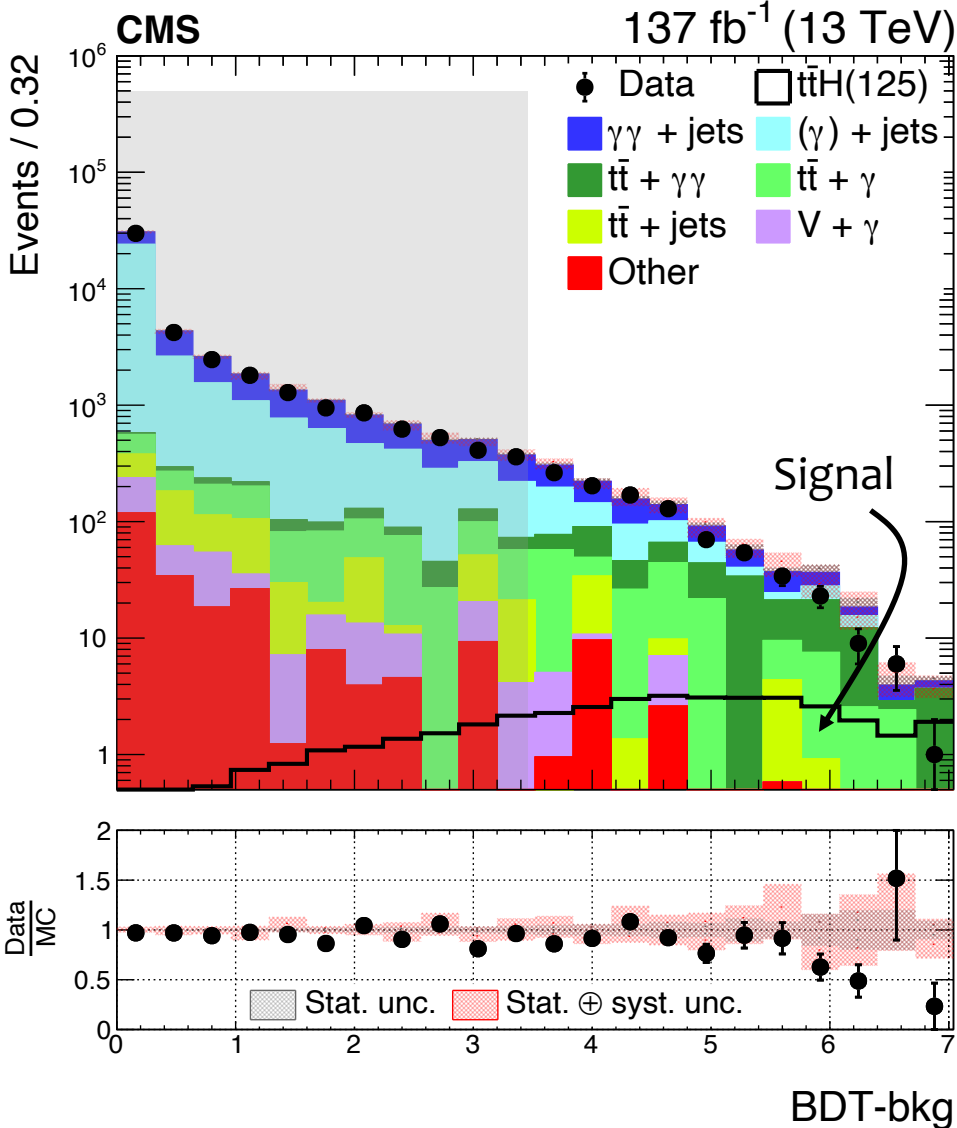 CMS 137 fb⁻¹ (13 TeV)
Events / 0.32
10⁶
10⁵
10⁴
10³
10²
10
1
Data tt̄H(125)
γγ + jets (γ) + jets
tt̄ + γγ tt̄ + γ
tt̄ + jets V + γ
Other
Signal
Data
MC
2
1.5
1
0.5
0
Stat. unc. Stat. ⊕ syst. unc.
0 1 2 3 4 5 6 7
BDT-bkg